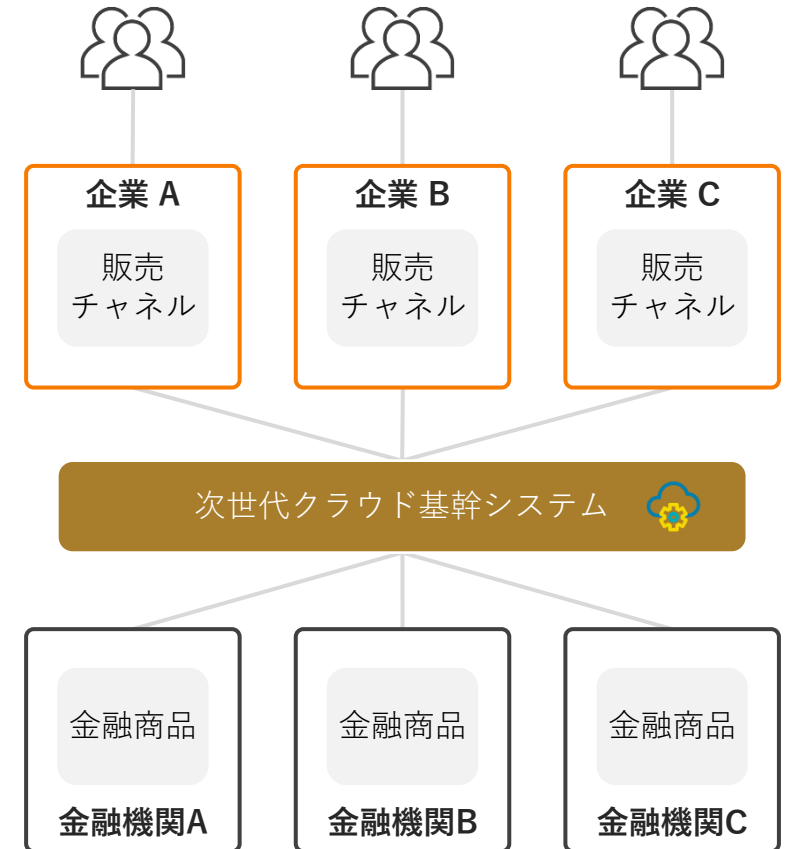 企業 A
企業 B
企業 C
販売
チャネル
販売
チャネル
販売
チャネル
次世代クラウド基幹システム
金融商品
金融商品
金融商品
金融機関A
金融機関B
金融機関C